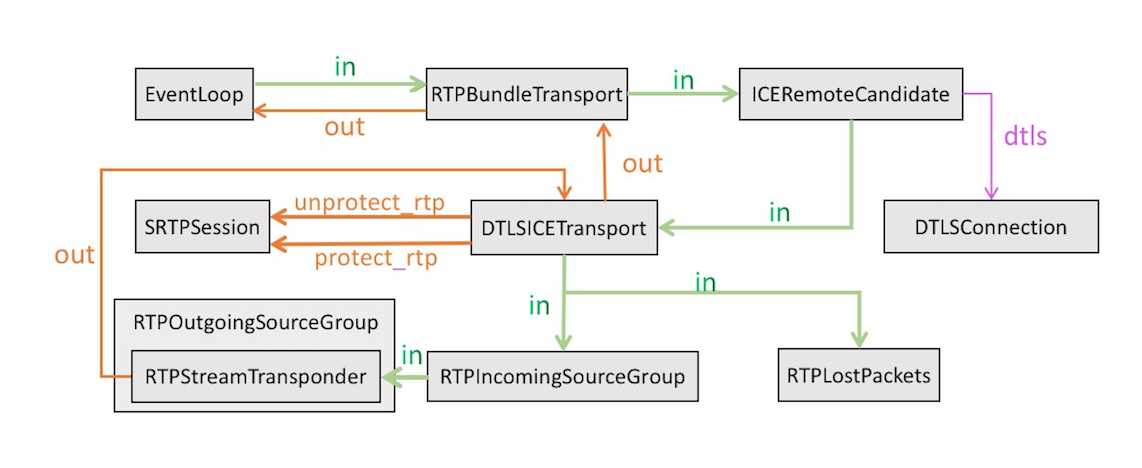 in
EventLoop
RTPBundleTransport
in
ICERemoteCandidate
out
out
dtls
unprotect_rtp
SRTPSession
DTLSICETransport
in
DTLSConnection
protect_rtp
out
in
in
RTPOutgoingSourceGroup
in
RTPStreamTransponder
RTPIncomingSourceGroup
RTPLostPackets